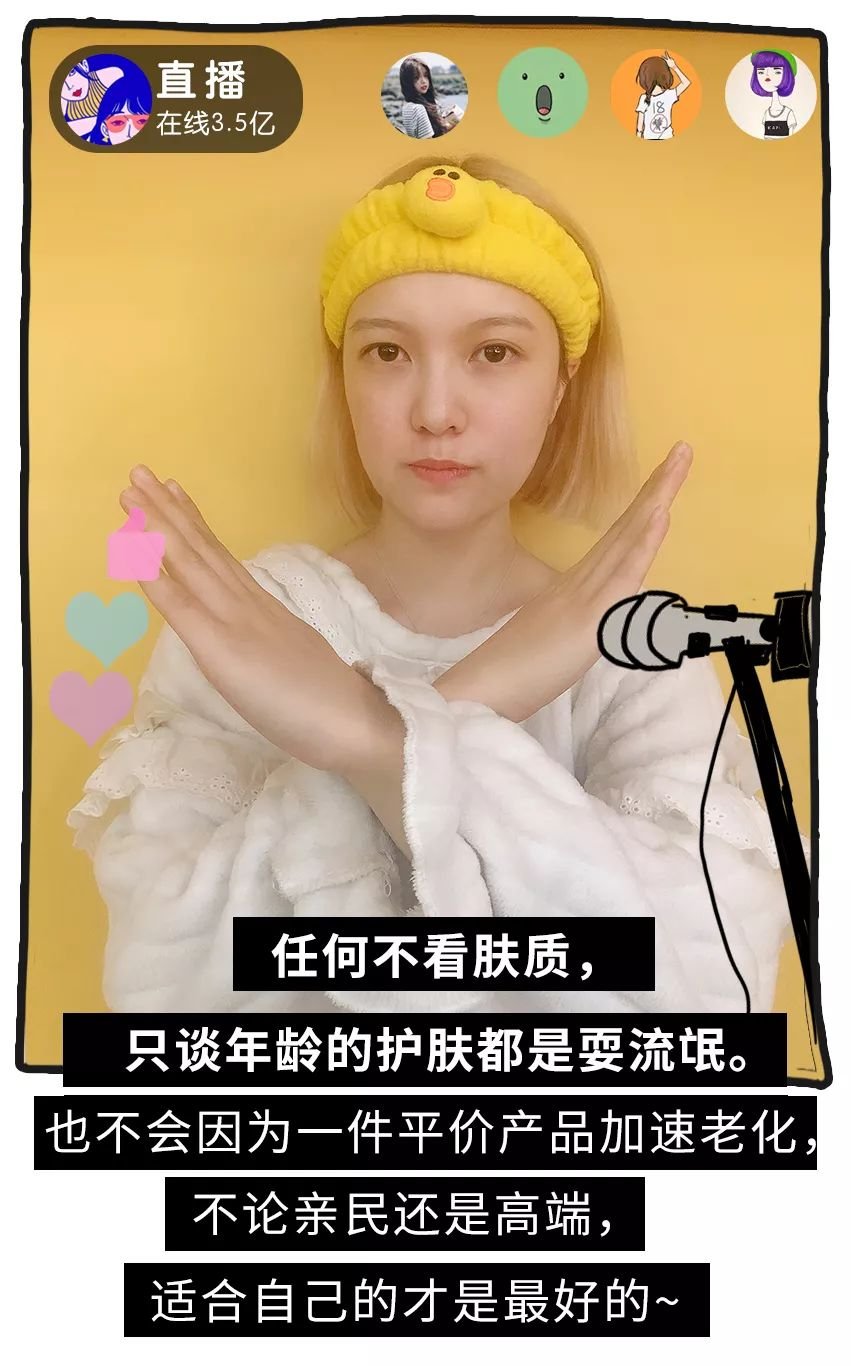 直播
在线3.5亿
18
任何不看肤质，
只谈年龄的护肤都是耍流氓。
也不会因为一件平价产品加速老化，
不论亲民还是高端，
适合自己的才是最好的~